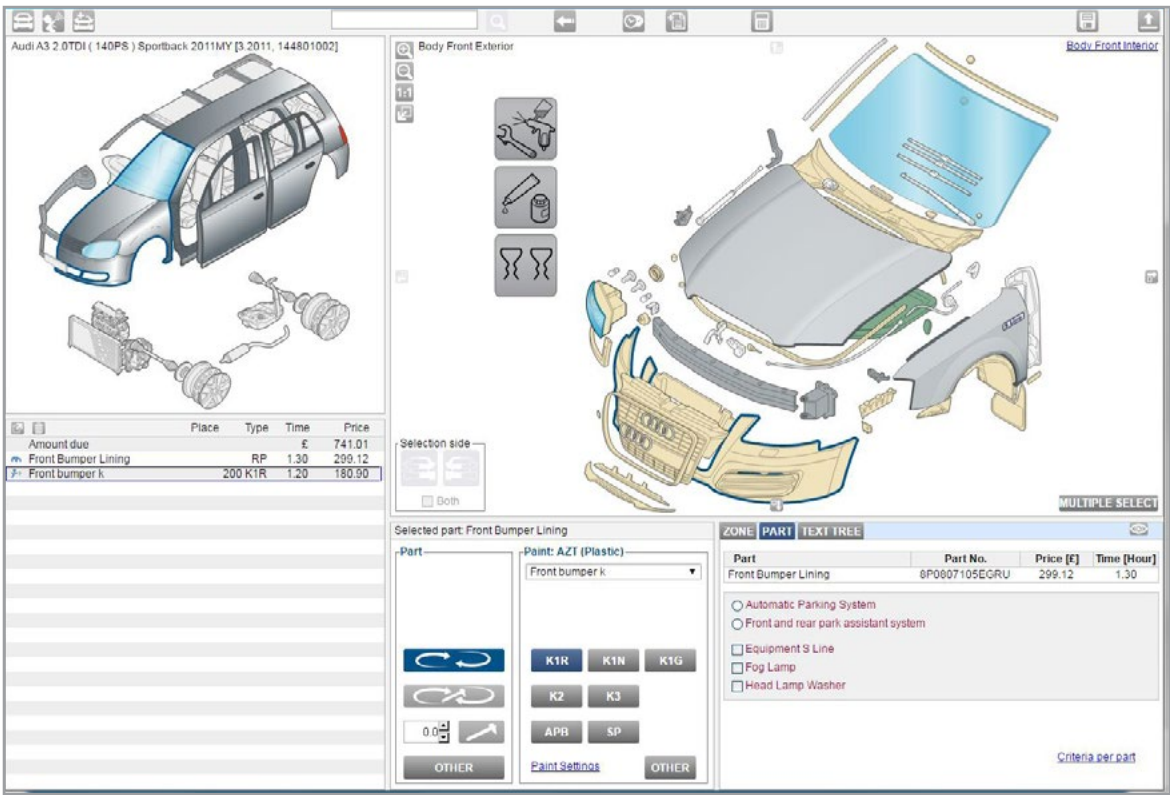 Audi A3 2.0TDI ( 140PS ) Sportback 2011MY [3.2011, 144801002]
Body Front Exterior
Body Front Interior
1:1
Selection side
Both
MULTIPLE SELECT
Place Type Time Price
Amount due £ 741.01
Front Bumper Lining RP 1.30 299.12
Front bumper k 200 K1R 1.20 180.90
Selected part: Front Bumper Lining
Part
0.0
OTHER
Paint: AZT (Plastic)
Front bumper k
K1R K1N K1G
K2 K3
APB SP
Paint Settings OTHER
ZONE PART TEXT TREE
Part Part No. Price [£] Time [Hour]
Front Bumper Lining 8P0807105EGRU 299.12 1.30
Automatic Parking System
Front and rear park assistant system
Equipment S Line
Fog Lamp
Head Lamp Washer
Criteria per part